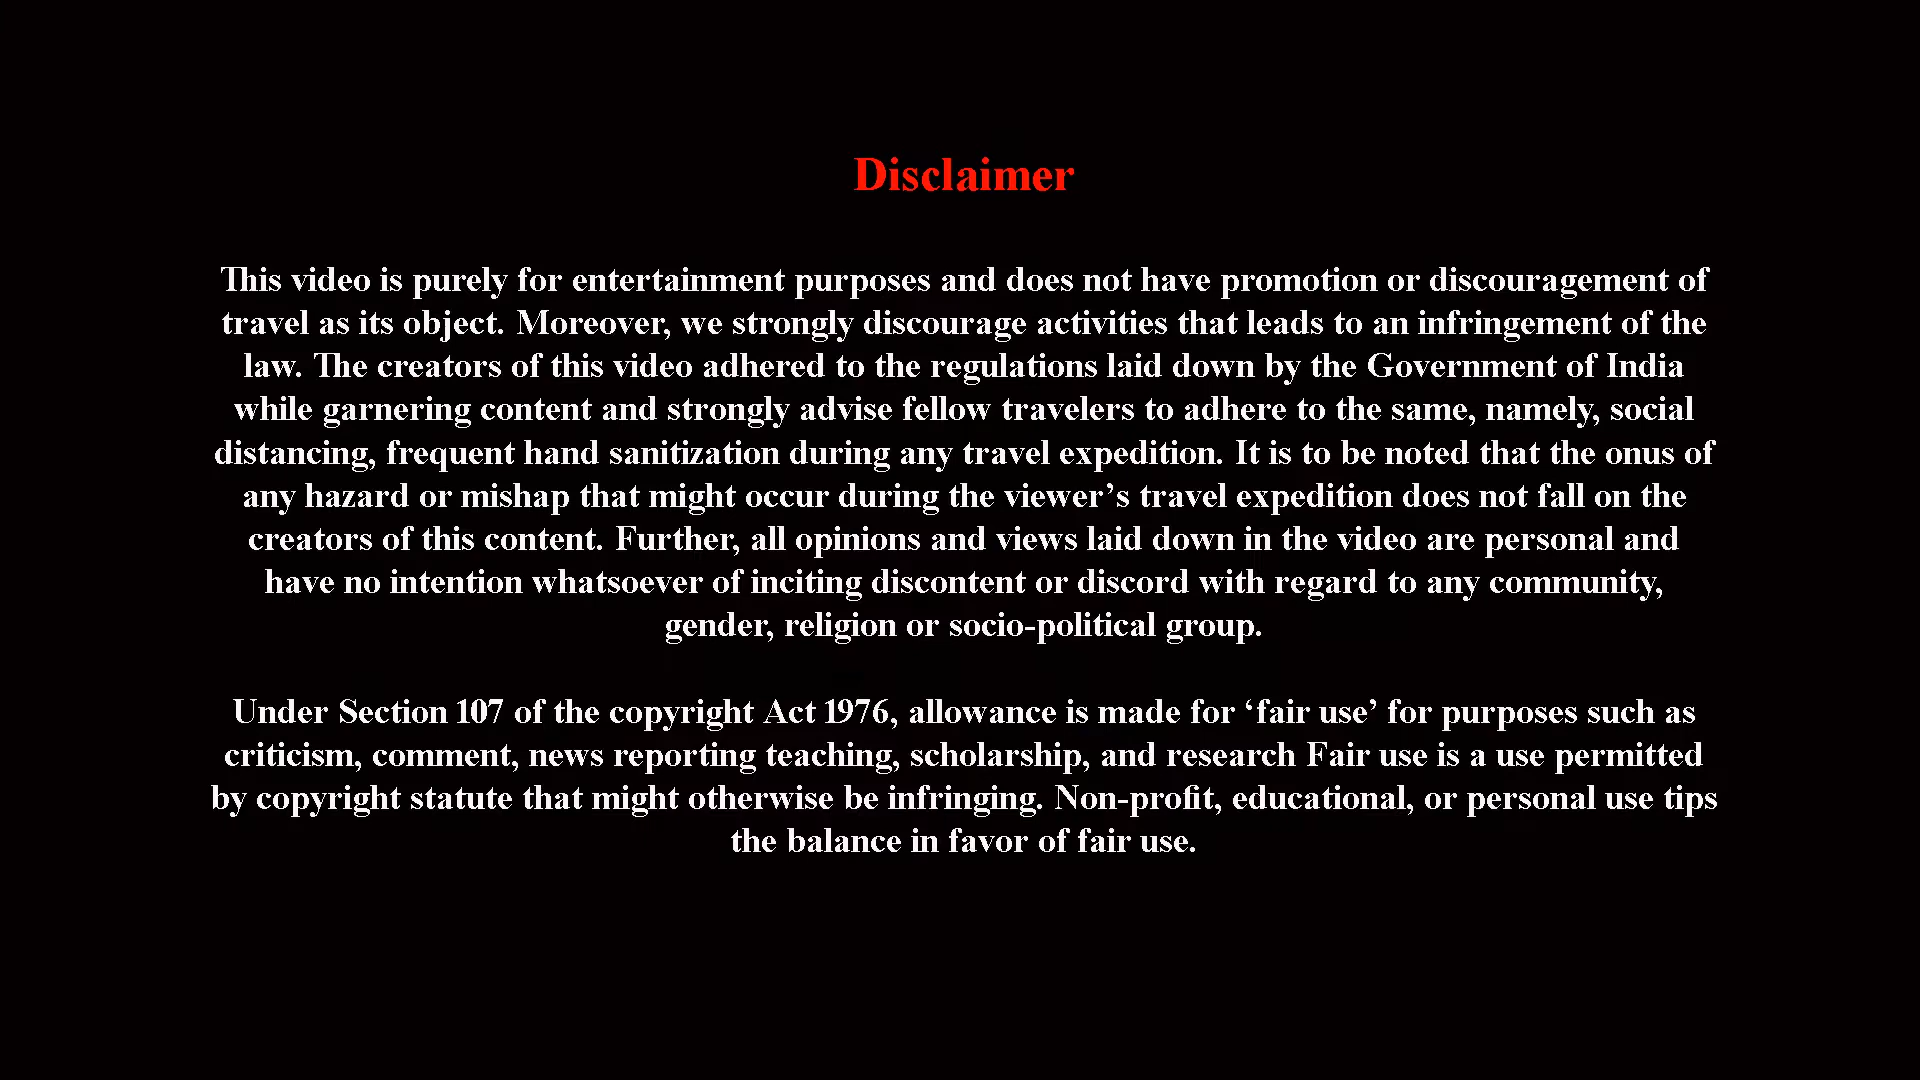 Disclaimer
This video is purely for entertainment purposes and does not have promotion or discouragement of
travel as its object. Moreover, we strongly discourage activities that leads to an infringement of the
law. The creators of this video adhered to the regulations laid down by the Government of India
while garnering content and strongly advise fellow travelers to adhere to the same, namely, social
distancing, frequent hand sanitization during any travel expedition. It is to be noted that the onus of
any hazard or mishap that might occur during the viewer’s travel expedition does not fall on the
creators of this content. Further, all opinions and views laid down in the video are personal and
have no intention whatsoever of inciting discontent or discord with regard to any community,
gender, religion or socio-political group.
Under Section 107 of the copyright Act 1976, allowance is made for ‘fair use’ for purposes such as
criticism, comment, news reporting teaching, scholarship, and research Fair use is a use permitted
by copyright statute that might otherwise be infringing. Non-profit, educational, or personal use tips
the balance in favor of fair use.